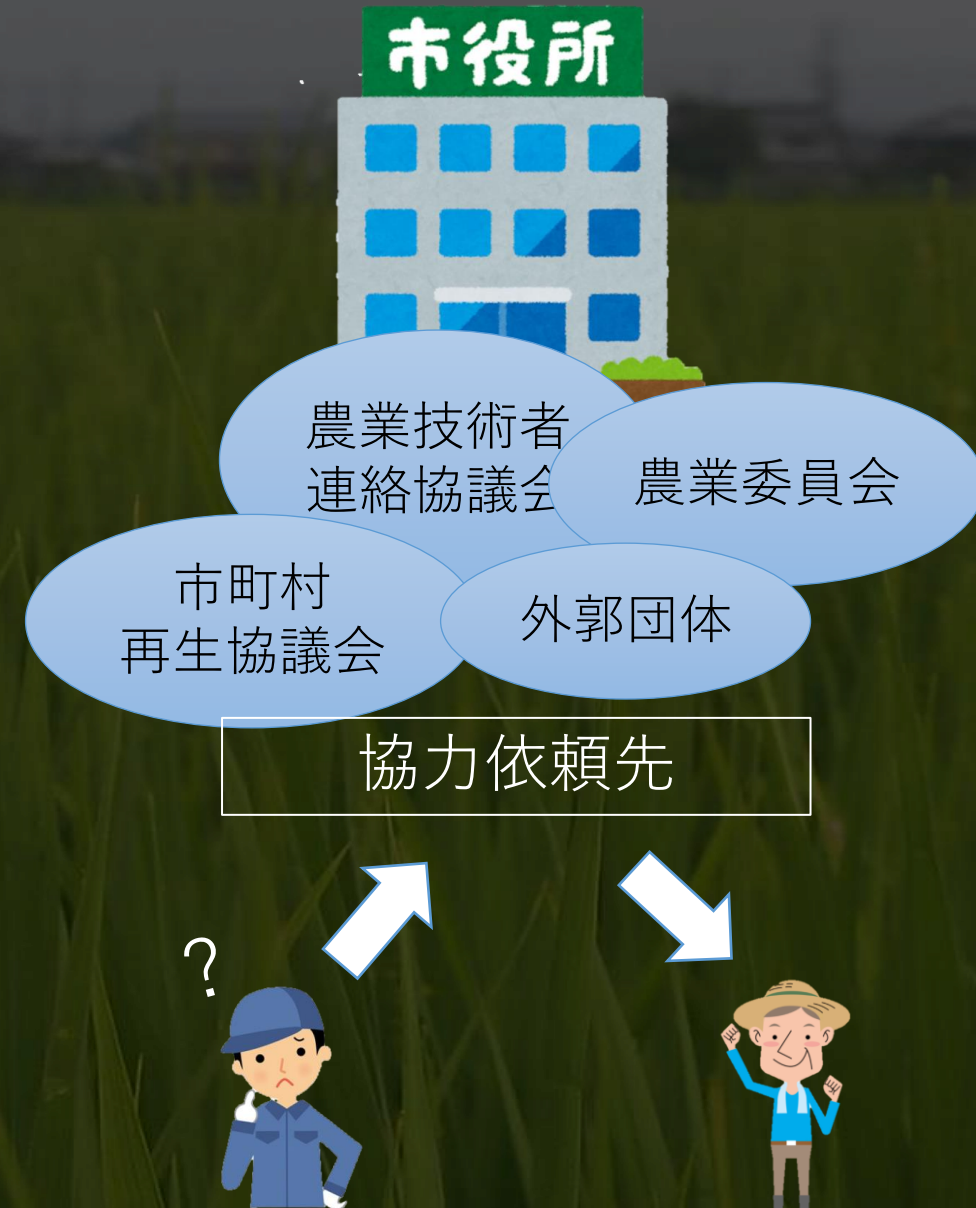 市役所
農業技術者
連絡協議会
農業委員会
市町村
再生協議会
外郭団体
協力依頼先
?